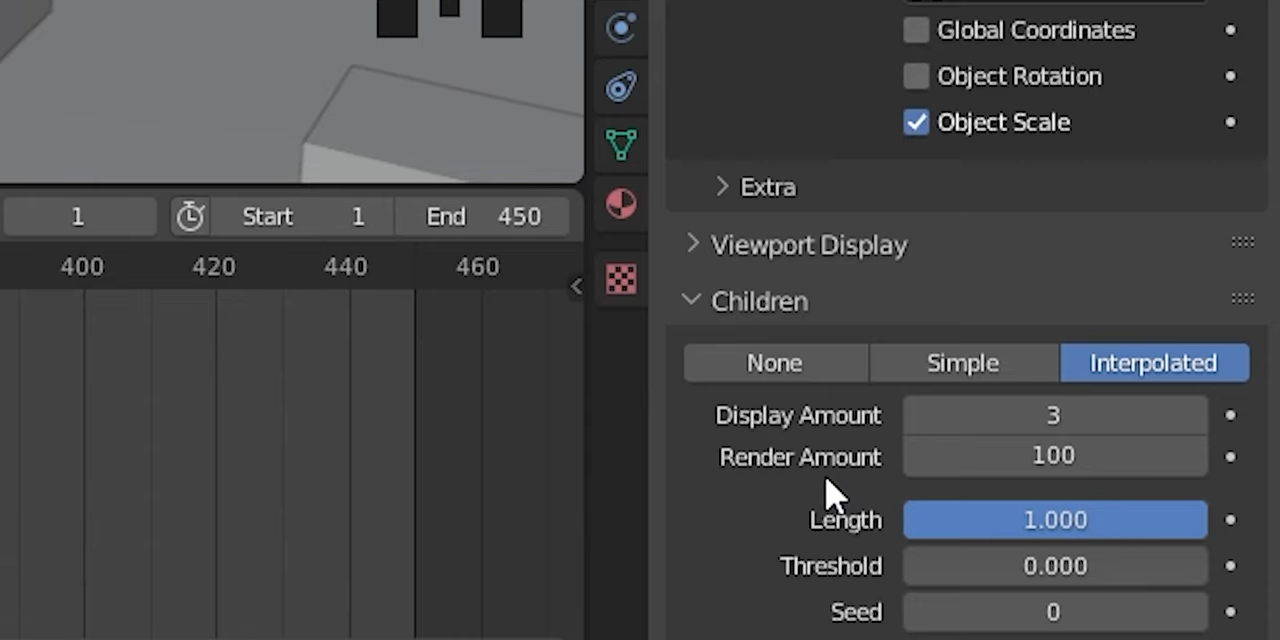 Global Coordinates
Object Rotation
Object Scale
Extra
1 Start 1 End 450
Viewport Display
400 420 440 460
Children
None Simple Interpolated
Display Amount 3
Render Amount 100
Length 1.000
Threshold 0.000
Seed 0